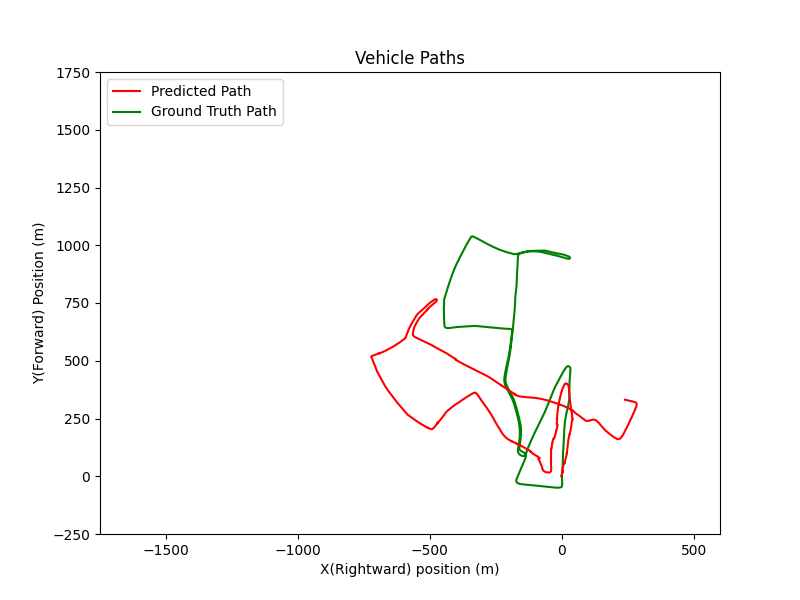 Vehicle Paths
Predicted Path
Ground Truth Path
Y(Forward) Position (m)
1750
1500
1250
1000
750
500
250
0
−250
−1500
−1000
−500
0
500
X(Rightward) position (m)